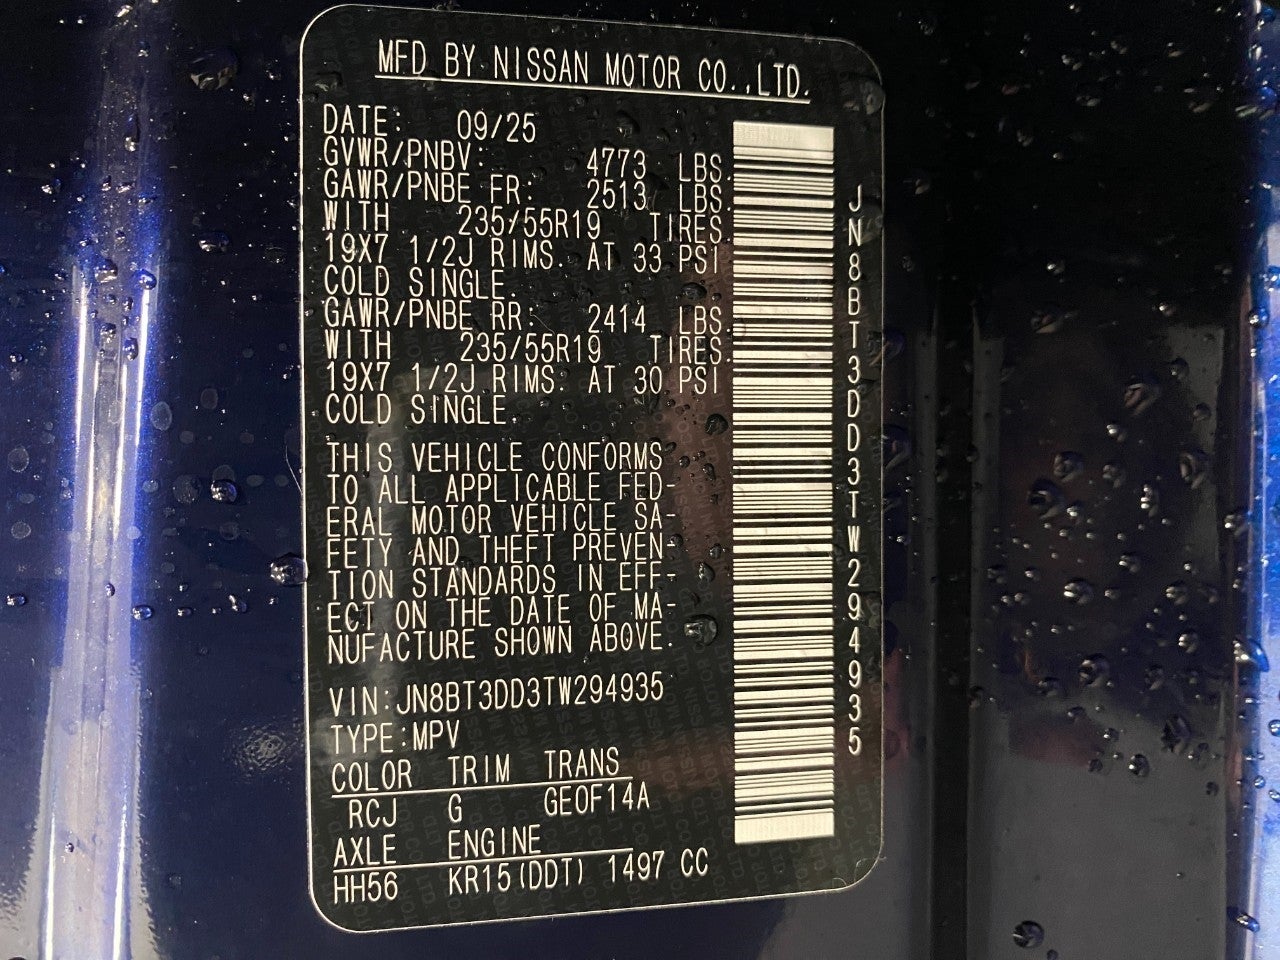 MFD BY NISSAN MOTOR CO.,LTD.
DATE: 09/25
GVWR/PNBV: 4773 LBS.
GAWR/PNBE FR: 2513 LBS.
WITH 235/55R19 TIRES.
19X7 1/2J RIMS. AT 33 PSI
COLD SINGLE.
GAWR/PNBE RR: 2414 LBS.
WITH 235/55R19 TIRES.
19X7 1/2J RIMS. AT 30 PSI
COLD SINGLE.
THIS VEHICLE CONFORMS
TO ALL APPLICABLE FED-
ERAL MOTOR VEHICLE SA-
FETY AND THEFT PREVEN-
TION STANDARDS IN EFF-
ECT ON THE DATE OF MA-
NUFACTURE SHOWN ABOVE.
VIN:JN8BT3DD3TW294935
TYPE:MPV
COLOR TRIM TRANS
RCJ G GE0F14A
AXLE ENGINE
HH56 KR15(DDT) 1497 CC
JN8BT3DD3TW294935